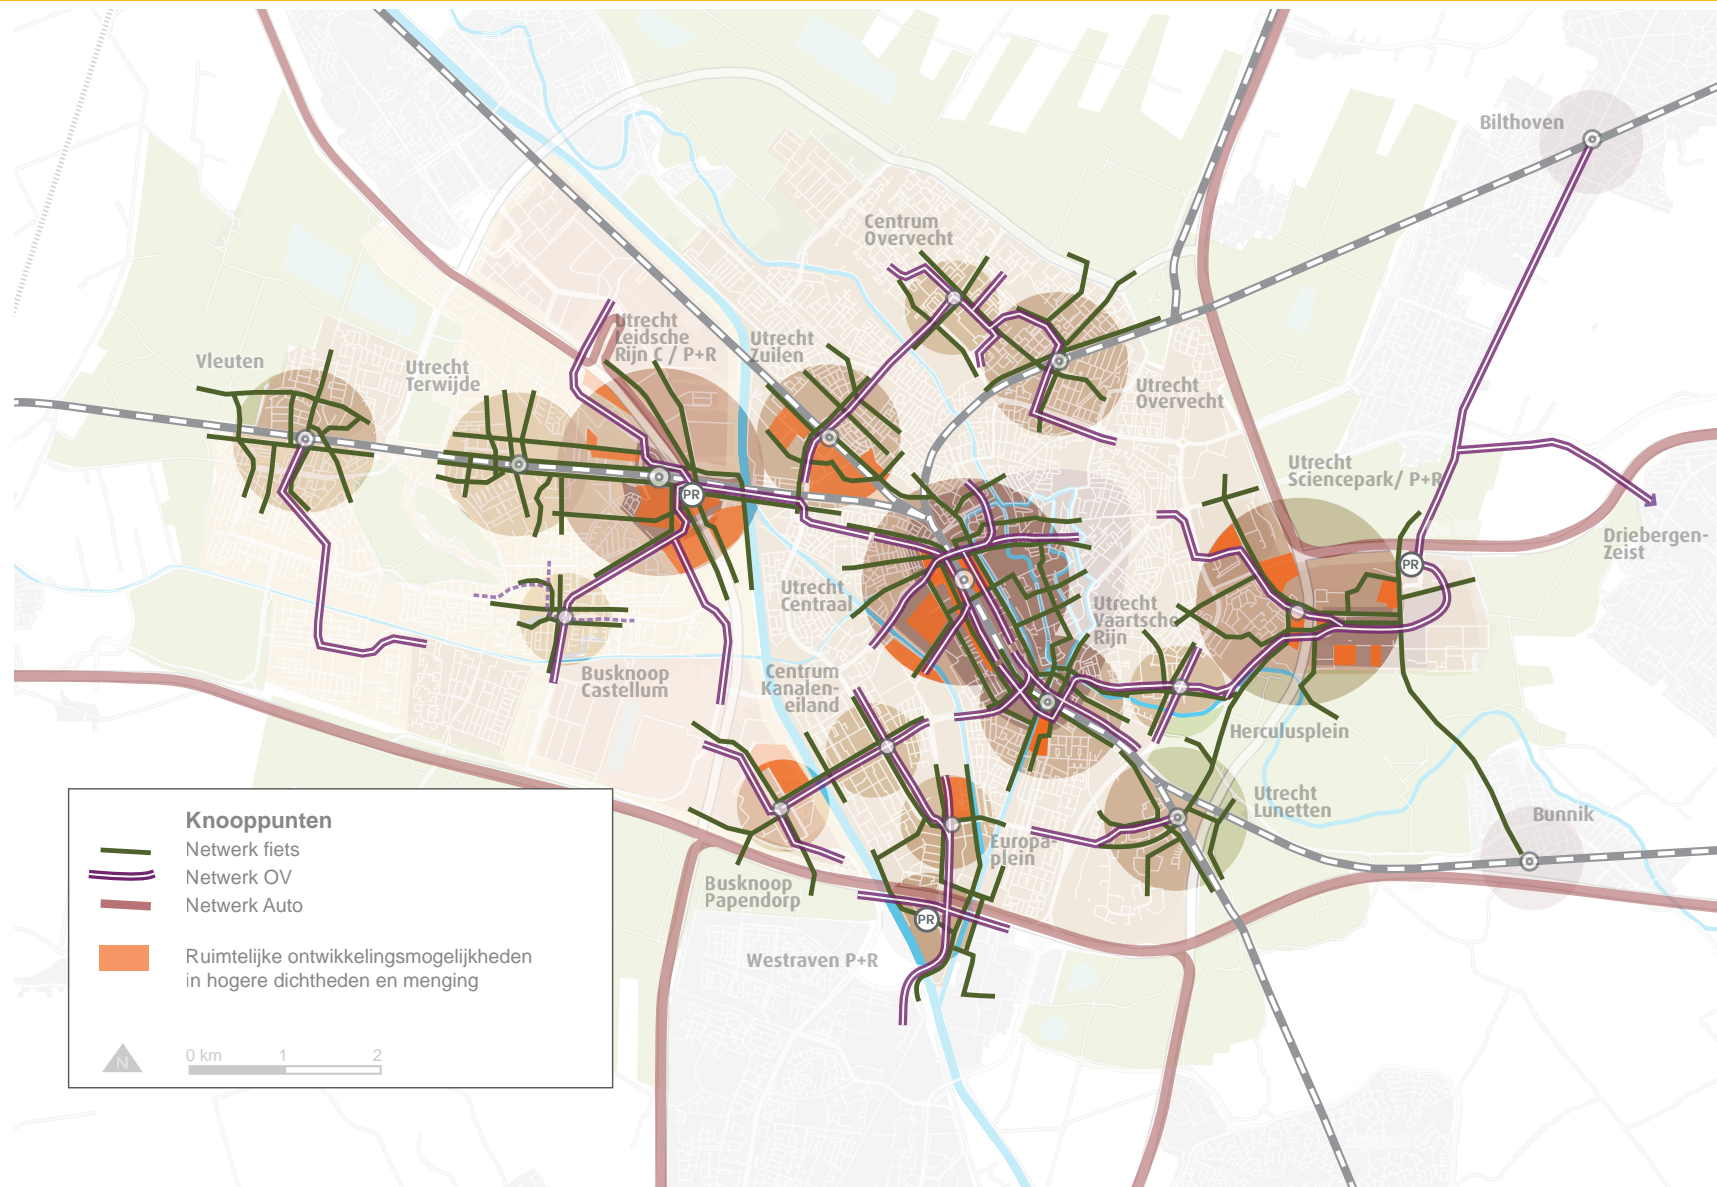 Bilthoven
Centrum
Overvecht
Utrecht
Leidsche
Rijn C / P+R
Utrecht
Zuilen
Vleuten
Utrecht
Terwijde
Utrecht
Overvecht
Utrecht
Sciencepark/ P+R
PR
Driebergen-
Zeist
PR
Utrecht
Centraal
Utrecht
Vaartsche
Rijn
Busknoop
Castellum
Centrum
Kanalen-
eiland
Herculusplein
Utrecht
Lunetten
Bunnik
Europa-
plein
Busknoop
Papendorp
PR
Westraven P+R
Knooppunten
Netwerk fiets
Netwerk OV
Netwerk Auto
Ruimtelijke ontwikkelingsmogelijkheden
in hogere dichtheden en menging
N
0 km 1 2